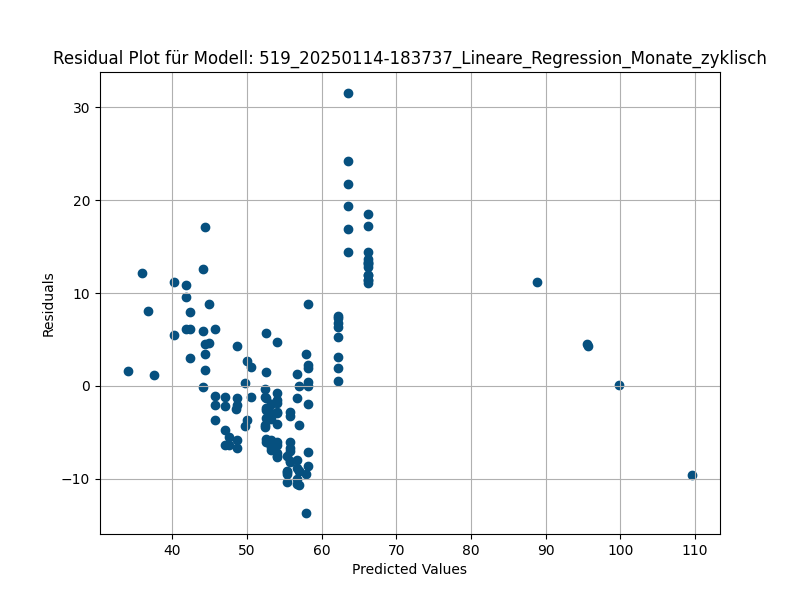 Residual Plot für Modell: 519_20250114-183737_Lineare_Regression_Monate_zyklisch
30
20
10
0
−10
Residuals
40 50 60 70 80 90 100 110
Predicted Values